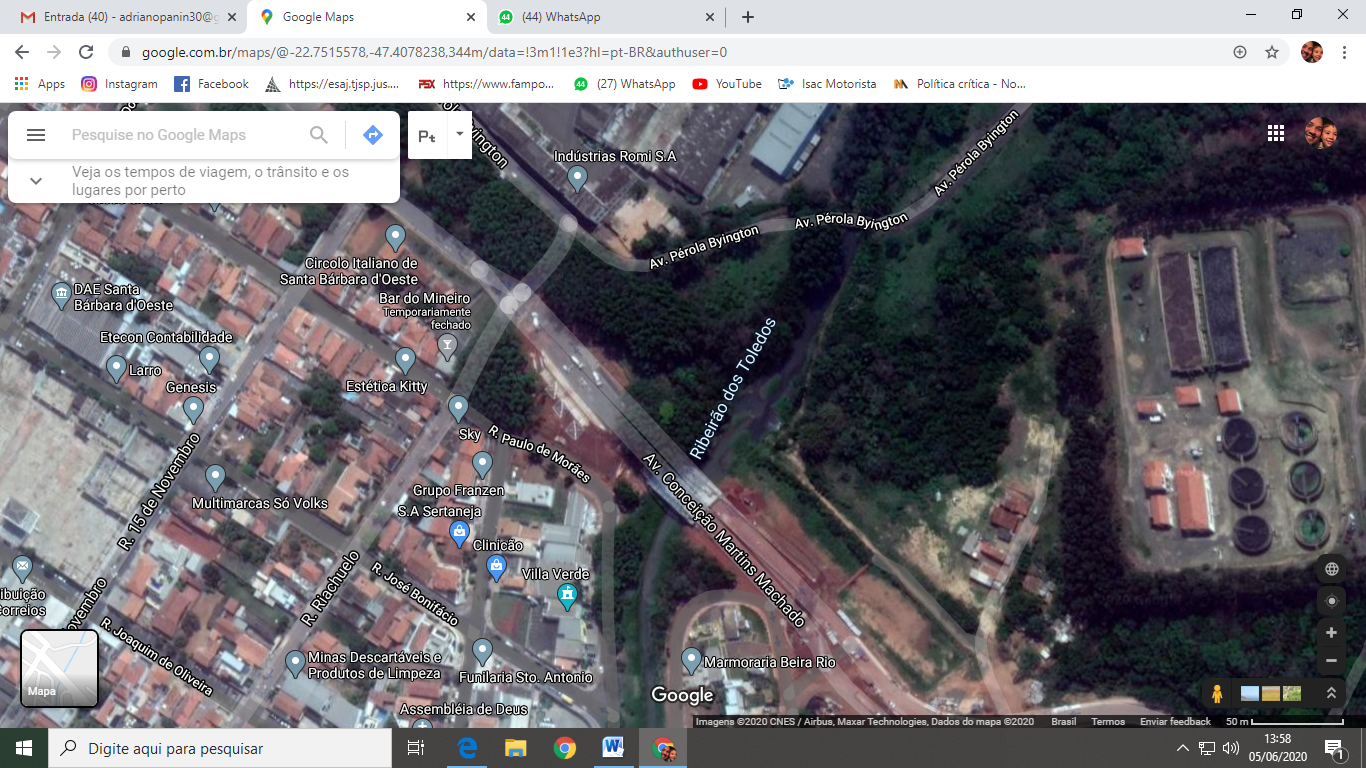 Entrada (40) - adrianopanin30@g
Google Maps
(44) WhatsApp
google.com.br/maps/@-22.7515578,-47.4078238,344m/data=!3m1!1e3?hl=pt-BR&authuser=0
Apps
Instagram
Facebook
https://esaj.tjsp.jus....
https://www.fampo...
(27) WhatsApp
YouTube
Isac Motorista
Política crítica - No...
Pesquise no Google Maps
Pt
Veja os tempos de viagem, o trânsito e os
lugares por perto
Indústrias Romi S.A
Av. Pérola Byington
Av. Pérola Byington
Av. Pérola Byington
Circolo Italiano de
Santa Bárbara d'Oeste
DAE Santa
Bárbara d'Oeste
Bar do Mineiro
Temporariamente
fechado
Etecon Contabilidade
Larro
Genesis
Estética Kitty
Ribeirão dos Toledos
Sky
R. Paulo de Morães
R. 15 de Novembro
Multimarcas Só Volks
Grupo Franzen
S.A Sertaneja
Av. Conceição Martins Machado
Clinicão
Villa Verde
R. Riachuelo
R. José Bonifácio
R. Joaquim de Oliveira
Minas Descartáveis e
Produtos de Limpeza
Funilaria Sto. Antonio
Marmoraria Beira Rio
Assembléia de Deus
Mapa
Google
Imagens ©2020 CNES / Airbus, Maxar Technologies, Dados do mapa ©2020
Brasil
Termos
Enviar feedback
50 m
Digite aqui para pesquisar
13:58
05/06/2020
1